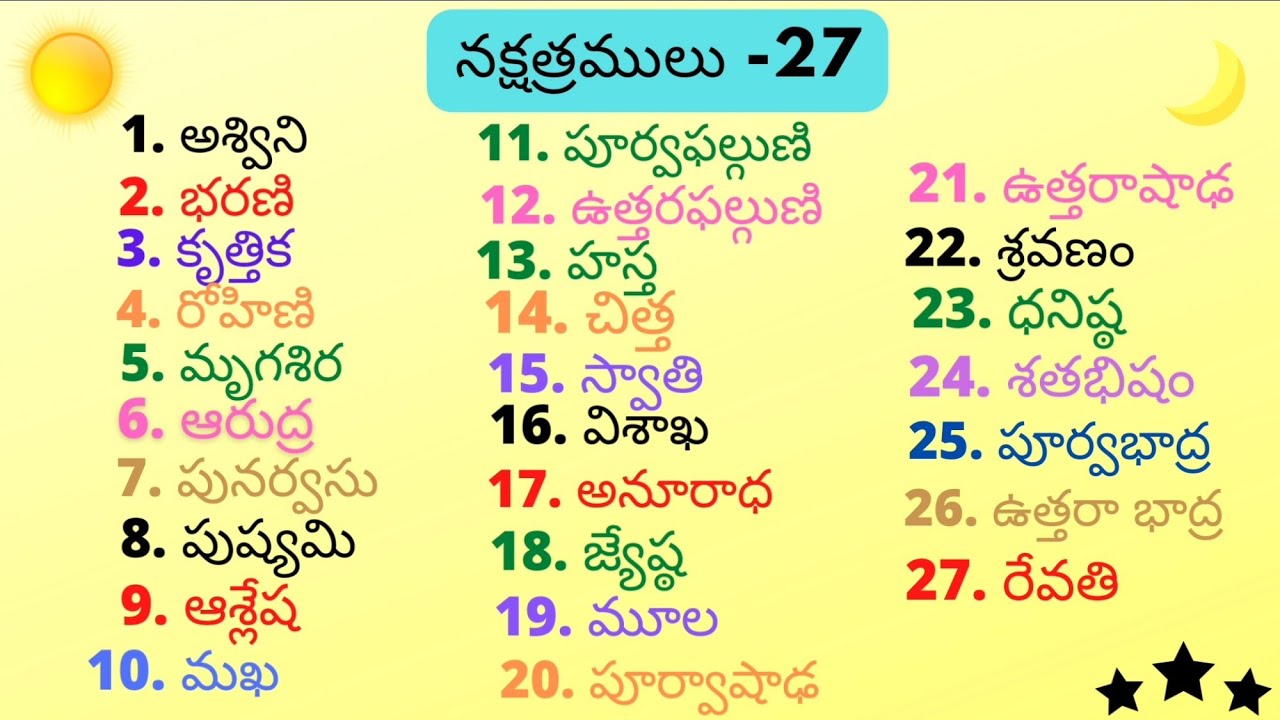 నక్షత్రములు -27
1. అశ్విని
2. భరణి
3. కృత్తిక
4. రోహిణి
5. మృగశిర
6. ఆరుద్ర
7. పునర్వసు
8. పుష్యమి
9. ఆశ్లేష
10. మఖ
11. పూర్వఫల్గుణి
12. ఉత్తరఫల్గుణి
13. హస్త
14. చిత్త
15. స్వాతి
16. విశాఖ
17. అనూరాధ
18. జ్యేష్ఠ
19. మూల
20. పూర్వాషాఢ
21. ఉత్తరాషాఢ
22. శ్రవణం
23. ధనిష్ఠ
24. శతభిషం
25. పూర్వభాద్ర
26. ఉత్తరా భాద్ర
27. రేవతి